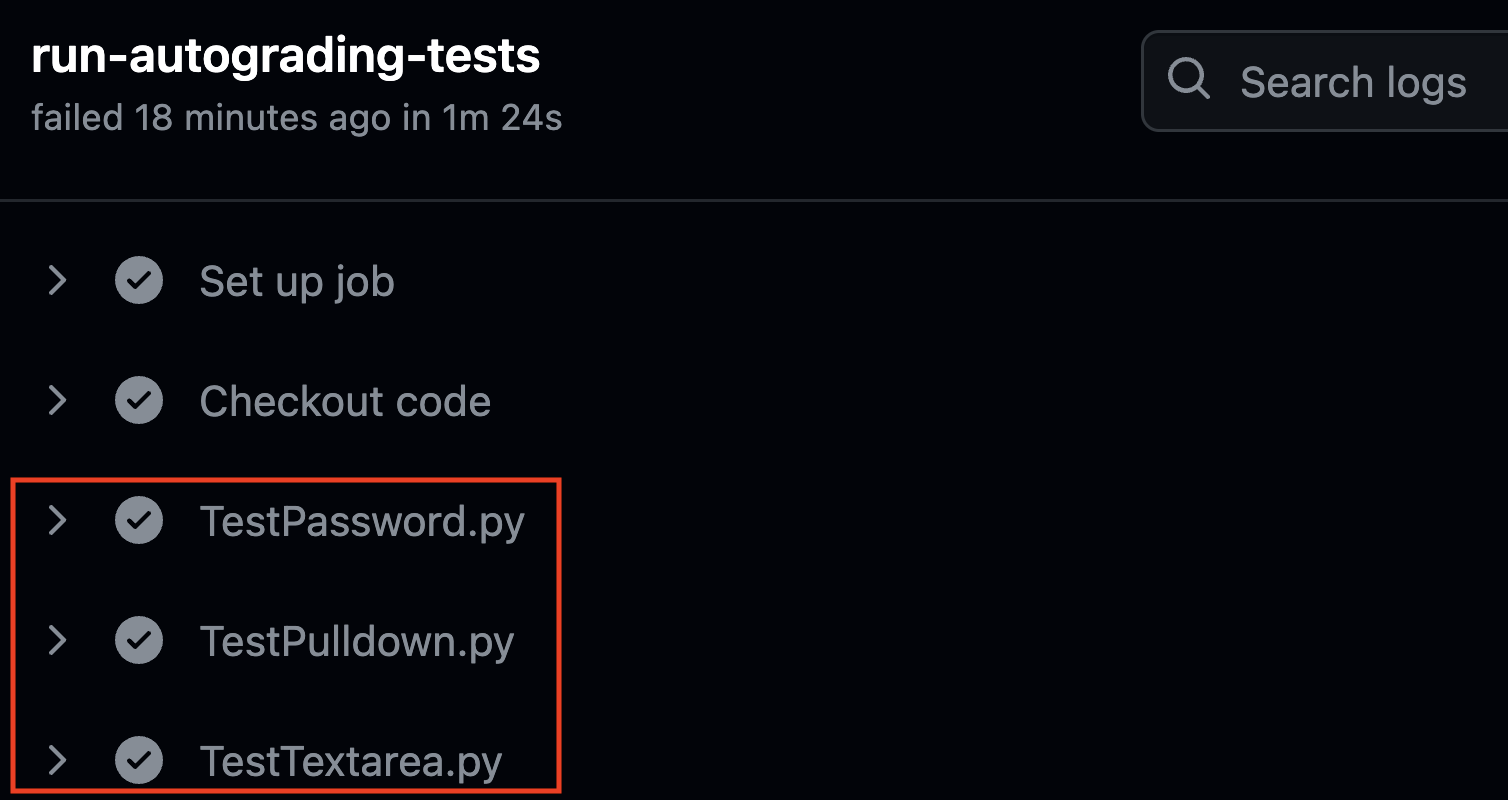 run-autograding-tests
failed 18 minutes ago in 1m 24s
Search logs
Set up job
Checkout code
TestPassword.py
TestPulldown.py
TestTextarea.py